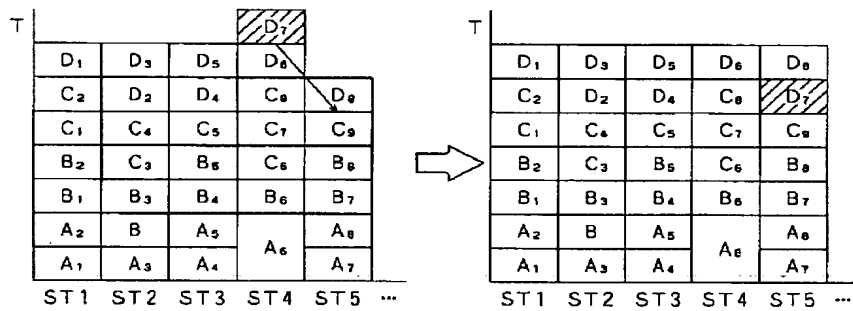 D₇
T
D₁ D₃ D₅ D₆
C₂ D₂ D₄ C₈ D₈
C₁ C₄ C₅ C₇ C₉
B₂ C₃ B₅ C₆ B₈
B₁ B₃ B₄ B₆ B₇
A₂ B A₅ A₆ A₈
A₁ A₃ A₄ A₇
ST1 ST2 ST3 ST4 ST5 ...
T
D₁ D₃ D₅ D₆ D₈
C₂ D₂ D₄ C₈ D₇
C₁ C₄ C₅ C₇ C₉
B₂ C₃ B₅ C₆ B₈
B₁ B₃ B₄ B₆ B₇
A₂ B A₅ A₆ A₈
A₁ A₃ A₄ A₇
ST1 ST2 ST3 ST4 ST5 ...